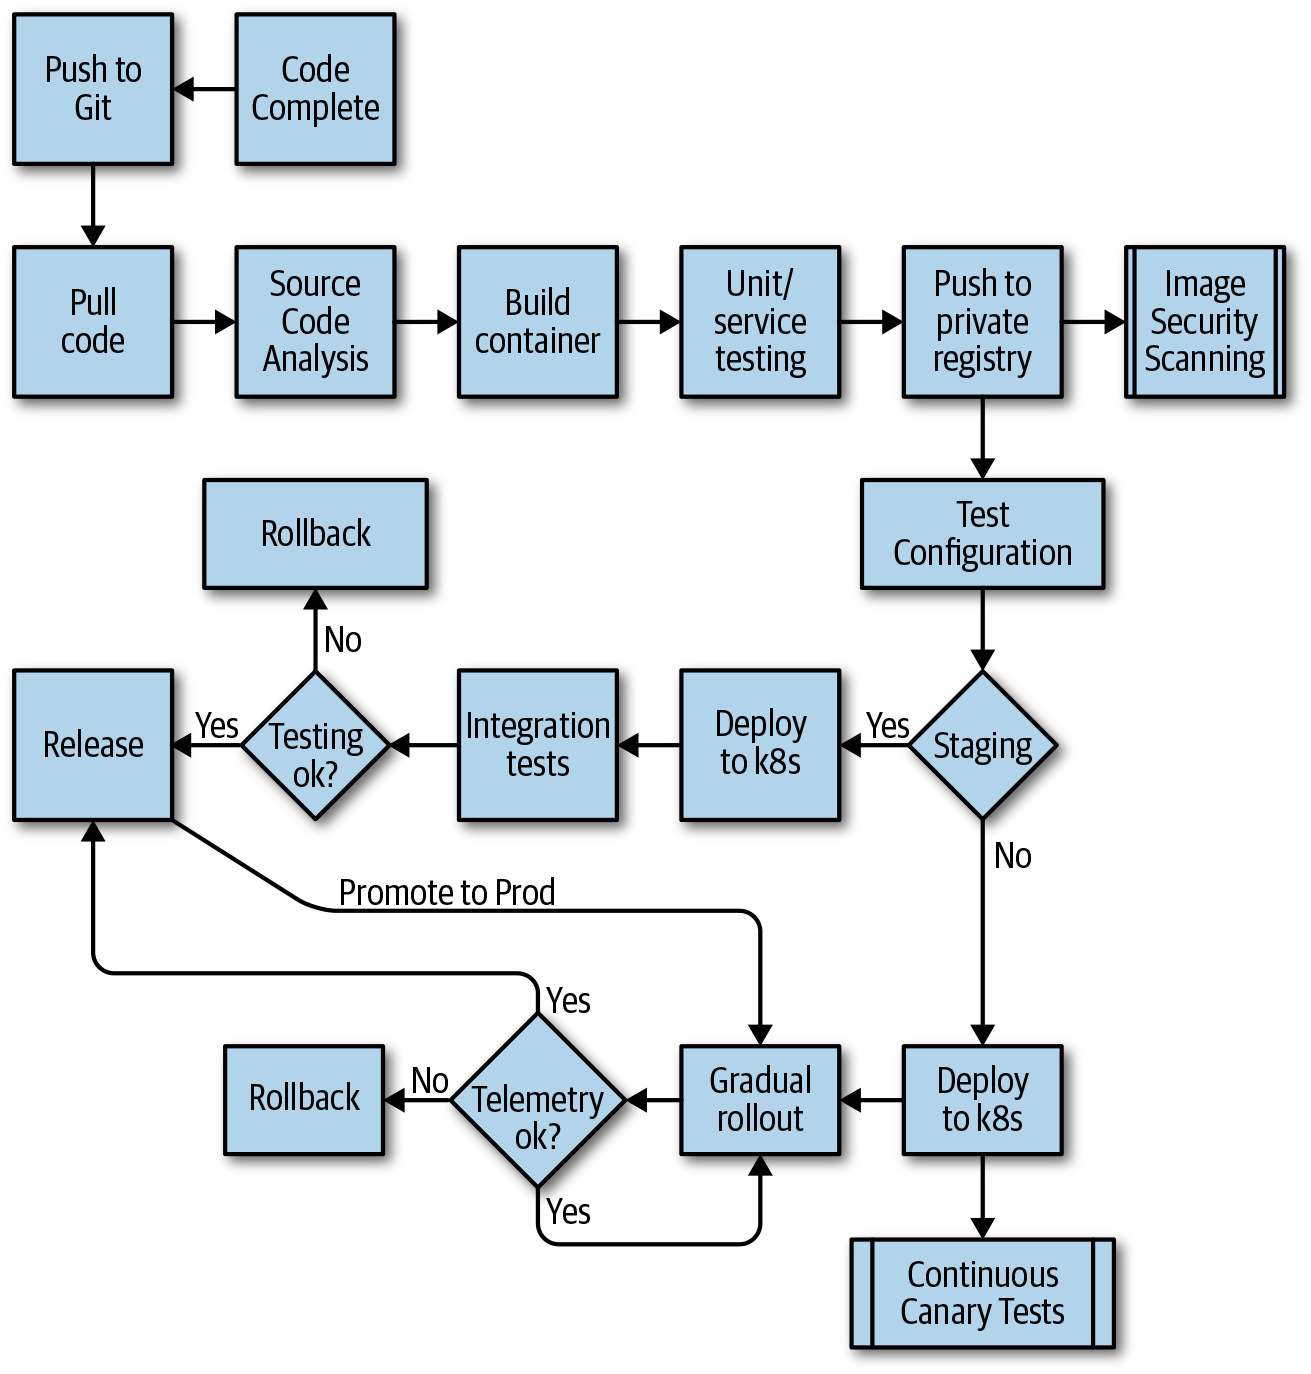 Push to
Git
Code
Complete
Pull
code
Source
Code
Analysis
Build
container
Unit/
service
testing
Push to
private
registry
Image
Security
Scanning
Rollback
Test
Configuration
No
Release
Yes
Testing
ok?
Integration
tests
Deploy
to k8s
Yes
Staging
No
Promote to Prod
Yes
Rollback
No
Telemetry
ok?
Gradual
rollout
Deploy
to k8s
Yes
Continuous
Canary Tests